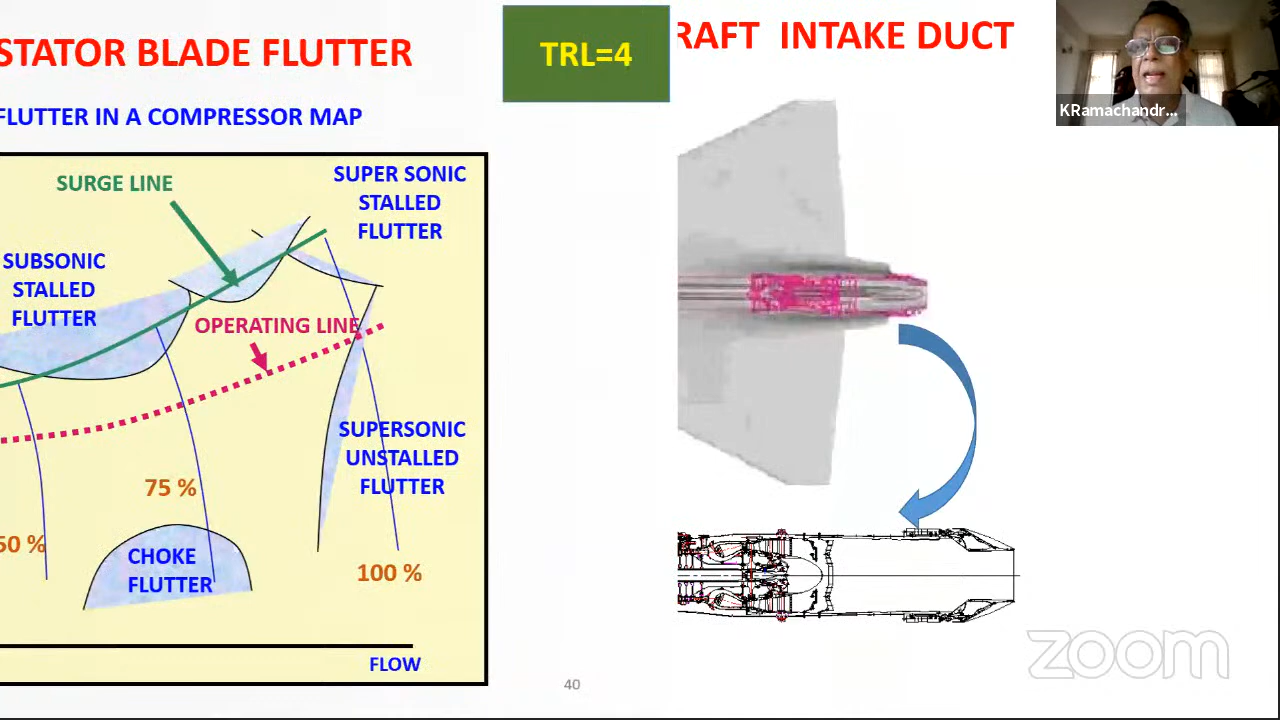 STATOR BLADE FLUTTER
FLUTTER IN A COMPRESSOR MAP
SURGE LINE
SUPER SONIC
STALLED
FLUTTER
SUBSONIC
STALLED
FLUTTER
OPERATING LINE
SUPERSONIC
UNSTALLED
FLUTTER
75 %
50 %
CHOKE
FLUTTER
100 %
FLOW
TRL=4
RAFT INTAKE DUCT
KRamachandr...
40
zoom